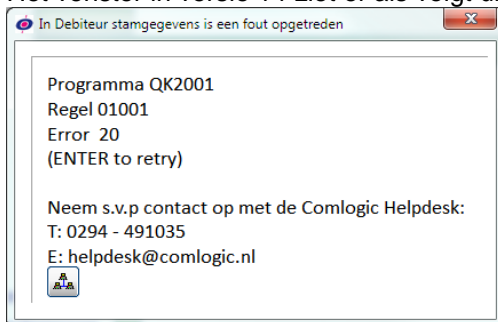 In Debiteur stamgegevens is een fout opgetreden
Programma QK2001
Regel 01001
Error 20
(ENTER to retry)
Neem s.v.p contact op met de Comlogic Helpdesk:
T: 0294 - 491035
E: helpdesk@comlogic.nl